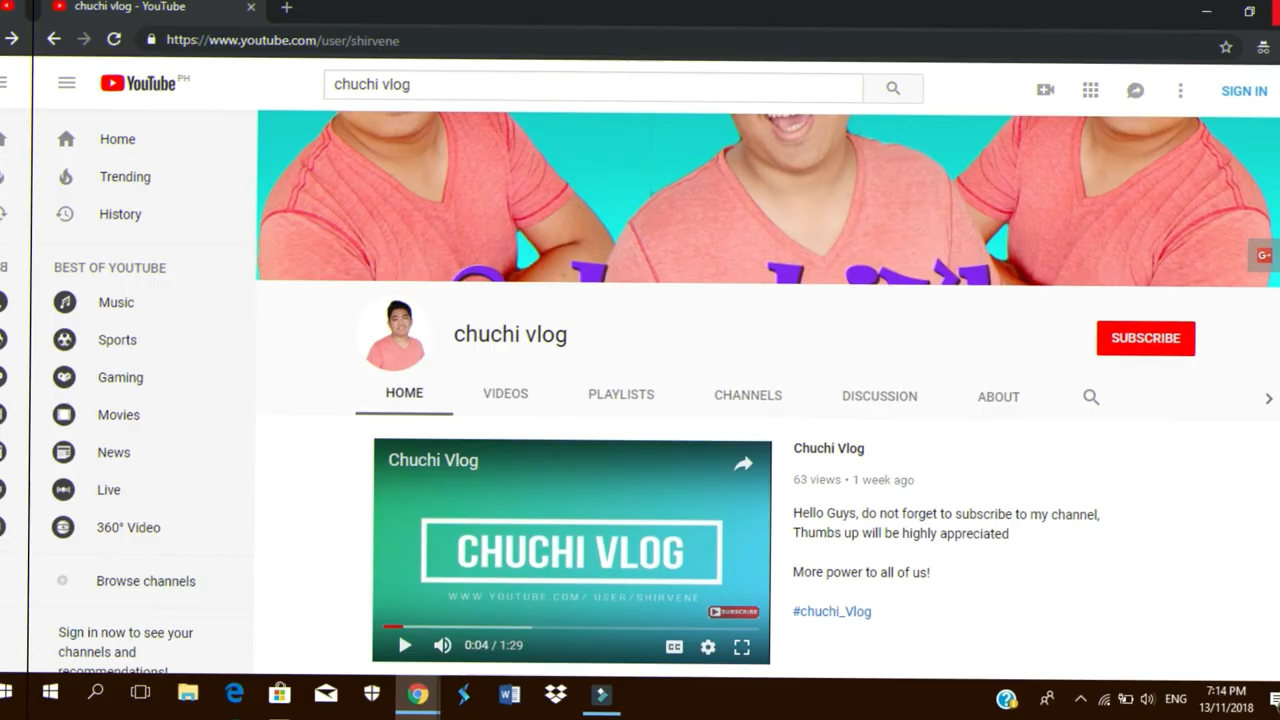 chuchi vlog - YouTube
https://www.youtube.com/user/shirvene
YouTube PH
chuchi vlog
SIGN IN
Home
Trending
History
BEST OF YOUTUBE
Music
Sports
Gaming
Movies
News
Live
360° Video
Browse channels
Sign in now to see your
channels and
recommendations!
G+
chuchi vlog
SUBSCRIBE
HOME
VIDEOS
PLAYLISTS
CHANNELS
DISCUSSION
ABOUT
Chuchi Vlog
CHUCHI VLOG
WWW YOUTUBE.COM/ USER/SHIRVENE
SUBSCRIBE
0:04 / 1:29
CC
Chuchi Vlog
63 views • 1 week ago
Hello Guys, do not forget to subscribe to my channel,
Thumbs up will be highly appreciated
More power to all of us!
#chuchi_Vlog
ENG
7:14 PM
13/11/2018